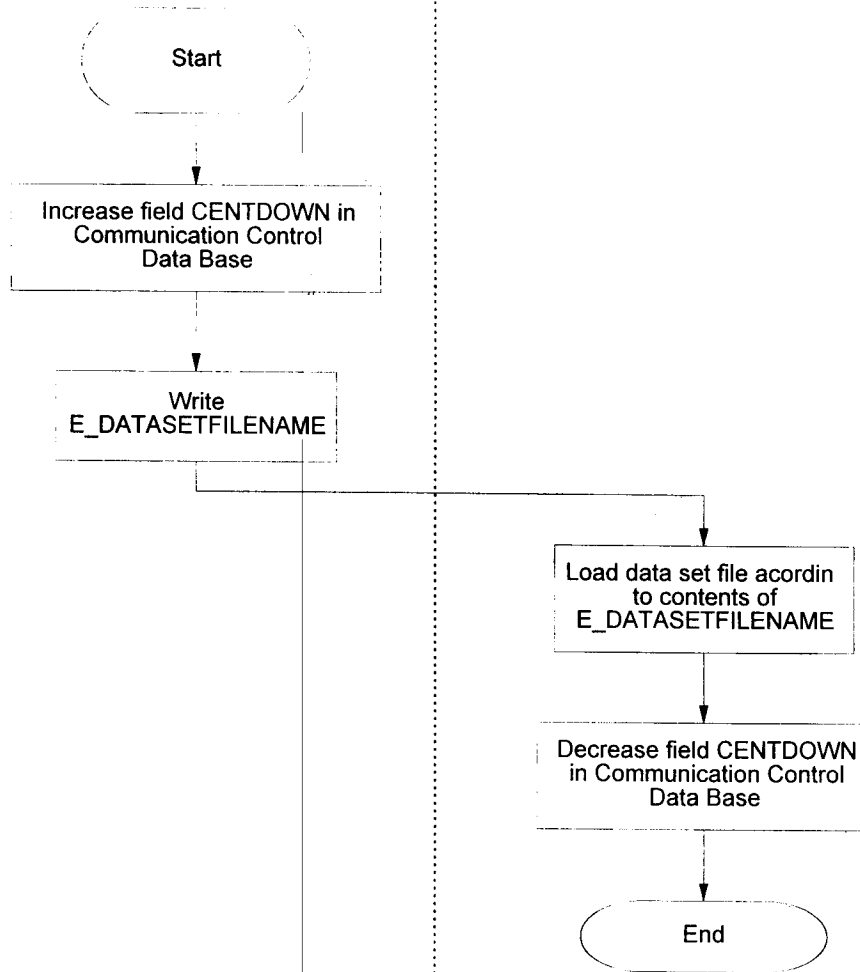 Start
Increase field CENTDOWN in
Communication Control
Data Base
Write
E_DATASETFILENAME
Load data set file acordin
to contents of
E_DATASETFILENAME
Decrease field CENTDOWN
in Communication Control
Data Base
End